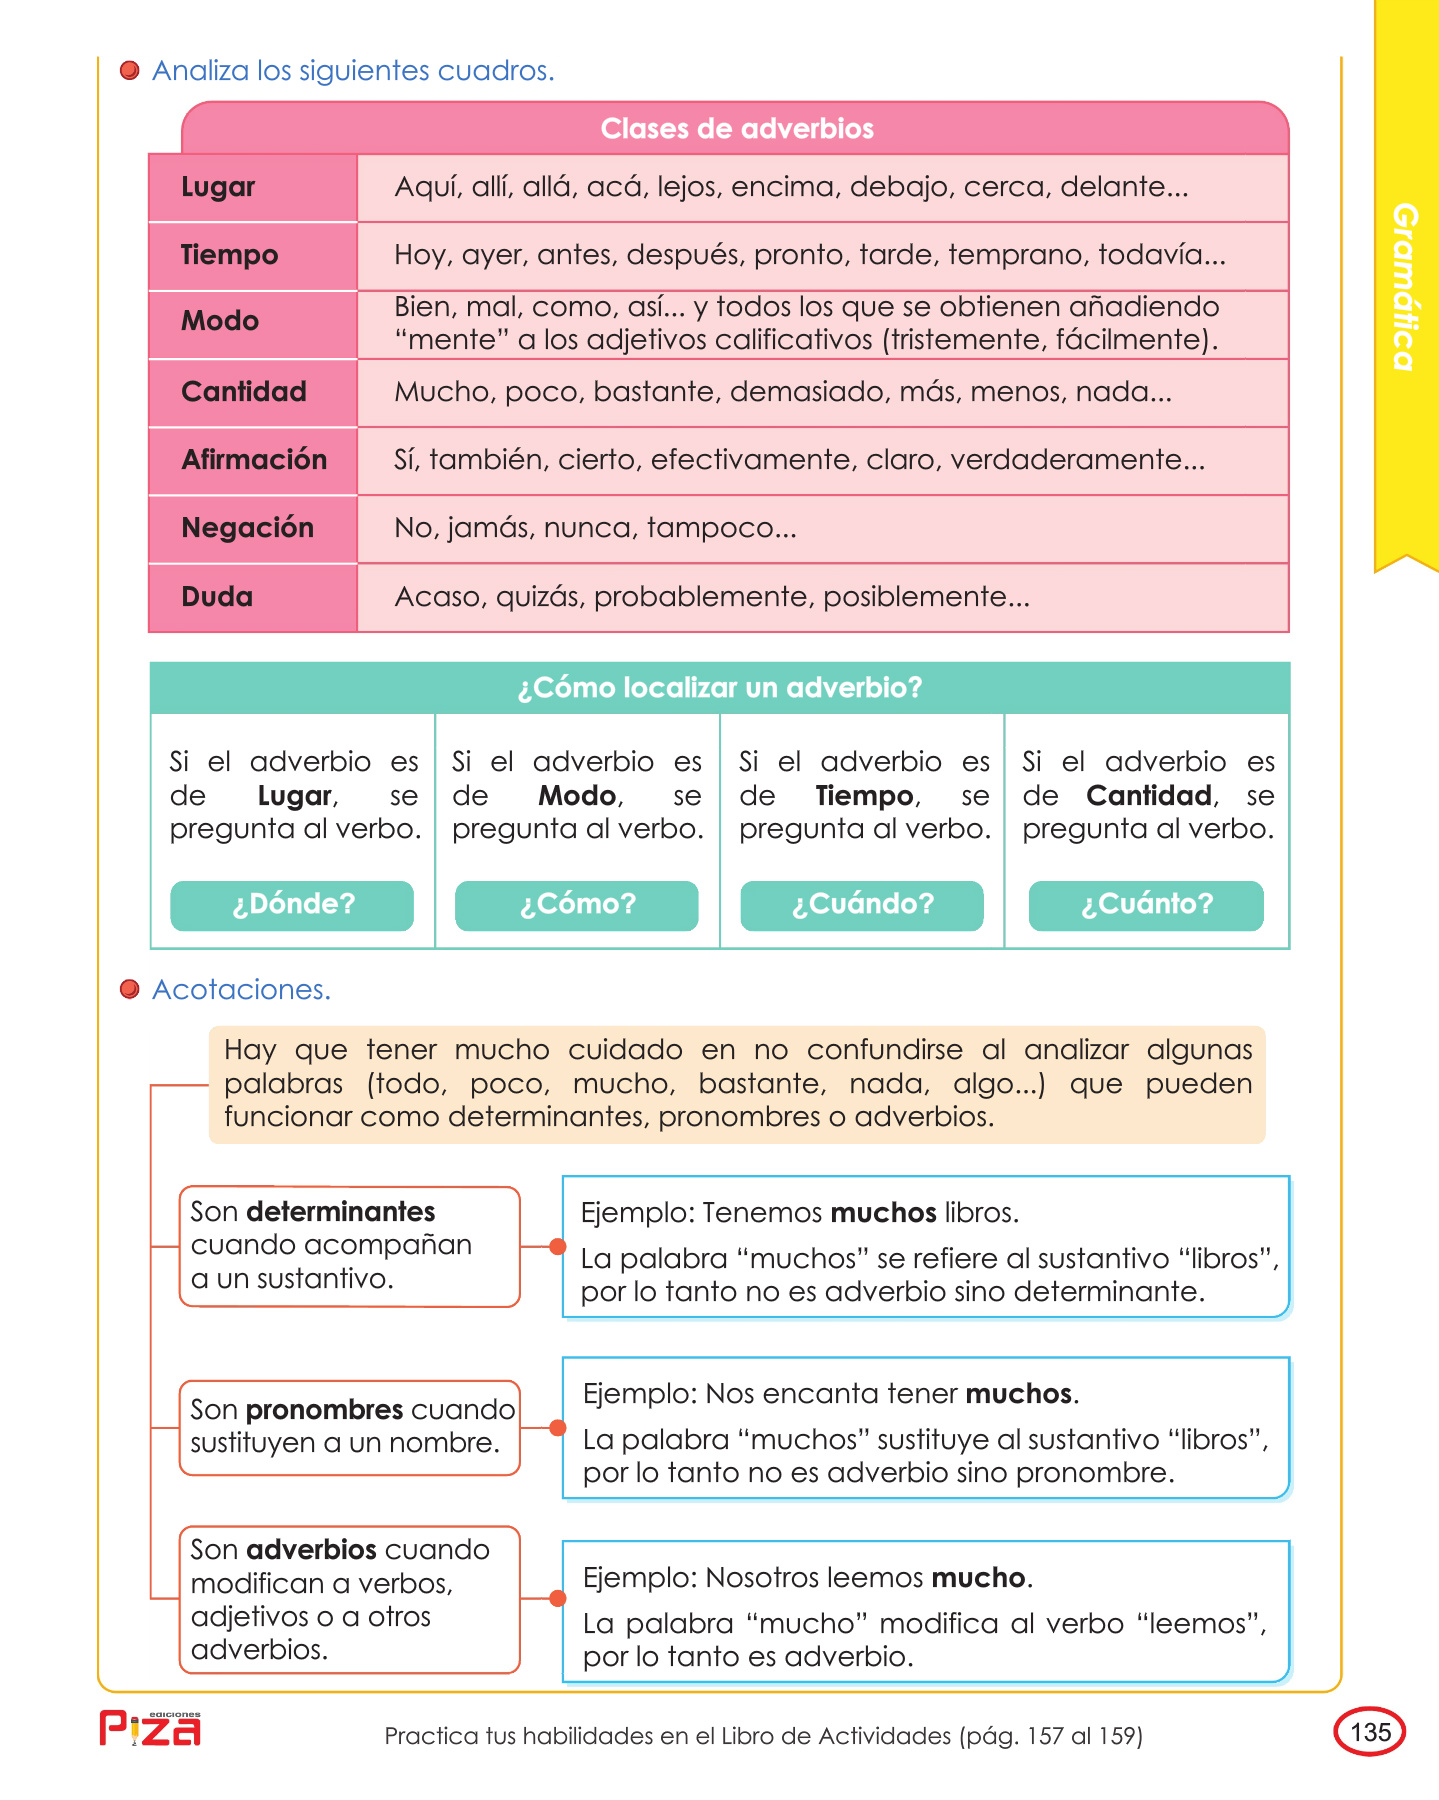 Analiza los siguientes cuadros.
Clases de adverbios
Lugar
Aquí, allí, allá, acá, lejos, encima, debajo, cerca, delante...
Tiempo
Hoy, ayer, antes, después, pronto, tarde, temprano, todavía...
Modo
Bien, mal, como, así... y todos los que se obtienen añadiendo
“mente” a los adjetivos calificativos (tristemente, fácilmente).
Cantidad
Mucho, poco, bastante, demasiado, más, menos, nada...
Afirmación
Sí, también, cierto, efectivamente, claro, verdaderamente...
Negación
No, jamás, nunca, tampoco...
Duda
Acaso, quizás, probablemente, posiblemente...
Gramática
¿Cómo localizar un adverbio?
Si el adverbio es
de Lugar, se
pregunta al verbo.
¿Dónde?
Si el adverbio es
de Modo, se
pregunta al verbo.
¿Cómo?
Si el adverbio es
de Tiempo, se
pregunta al verbo.
¿Cuándo?
Si el adverbio es
de Cantidad, se
pregunta al verbo.
¿Cuánto?
Acotaciones.
Hay que tener mucho cuidado en no confundirse al analizar algunas
palabras (todo, poco, mucho, bastante, nada, algo...) que pueden
funcionar como determinantes, pronombres o adverbios.
Son determinantes
cuando acompañan
a un sustantivo.
Ejemplo: Tenemos muchos libros.
La palabra “muchos” se refiere al sustantivo “libros”,
por lo tanto no es adverbio sino determinante.
Son pronombres cuando
sustituyen a un nombre.
Ejemplo: Nos encanta tener muchos.
La palabra “muchos” sustituye al sustantivo “libros”,
por lo tanto no es adverbio sino pronombre.
Son adverbios cuando
modifican a verbos,
adjetivos o a otros
adverbios.
Ejemplo: Nosotros leemos mucho.
La palabra “mucho” modifica al verbo “leemos”,
por lo tanto es adverbio.
ediciones
Piza
Practica tus habilidades en el Libro de Actividades (pág. 157 al 159)
135